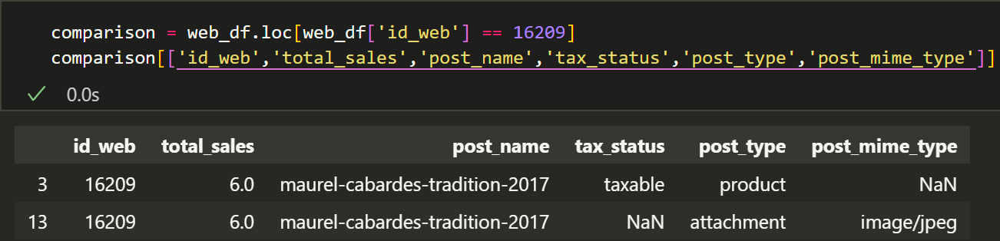 comparison = web_df.loc[web_df['id_web'] == 16209]
comparison[['id_web','total_sales','post_name','tax_status','post_type','post_mime_type']]
0.0s
id_web total_sales post_name tax_status post_type post_mime_type
3 16209 6.0 maurel-cabardes-tradition-2017 taxable product NaN
13 16209 6.0 maurel-cabardes-tradition-2017 NaN attachment image/jpeg